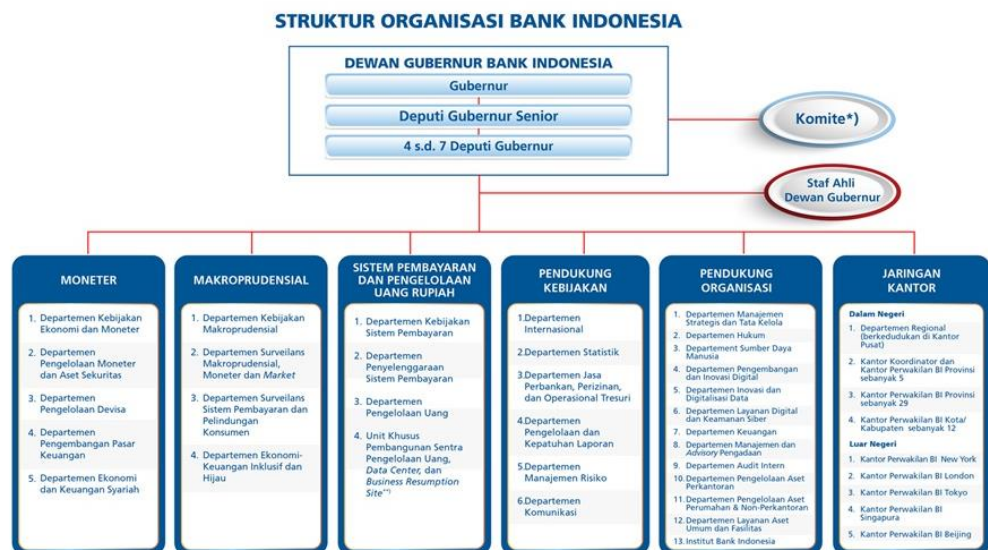 STRUKTUR ORGANISASI BANK INDONESIA
DEWAN GUBERNUR BANK INDONESIA
Gubernur
Deputi Gubernur Senior
4 s.d. 7 Deputi Gubernur
Komite*)
Staf Ahli
Dewan Gubernur
MONETER
1. Departemen Kebijakan
Ekonomi dan Moneter
2. Departemen
Pengelolaan Moneter
dan Aset Sekuritas
3. Departemen
Pengelolaan Devisa
4. Departemen
Pengembangan Pasar
Keuangan
5. Departemen Ekonomi
dan Keuangan Syariah
MAKROPRUDENSIAL
1. Departemen Kebijakan
Makroprudensial
2. Departemen Surveilans
Makroprudensial,
Moneter dan Market
3. Departemen Surveilans
Sistem Pembayaran dan
Pelindungan
Konsumen
4. Departemen Ekonomi-
Keuangan Inklusif dan
Hijau
SISTEM PEMBAYARAN
DAN PENGELOLAAN
UANG RUPIAH
1. Departemen Kebijakan
Sistem Pembayaran
2. Departemen
Penyelenggaraan
Sistem Pembayaran
3. Departemen
Pengelolaan Uang
4. Unit Khusus
Pembangunan Sentra
Pengelolaan Uang,
Data Center, dan
Business Resumption
Site**)
PENDUKUNG
KEBIJAKAN
1.Departemen
Internasional
2.Departemen Statistik
3.Departemen Jasa
Perbankan, Perizinan,
dan Operasional Tresuri
4.Departemen
Pengelolaan dan
Kepatuhan Laporan
5.Departemen
Manajemen Risiko
6.Departemen
Komunikasi
PENDUKUNG
ORGANISASI
1. Departemen Manajemen
Strategis dan Tata Kelola
2. Departemen Hukum
3. Department Sumber Daya
Manusia
4. Departemen Pengembangan
dan Inovasi Digital
5. Departemen Inovasi dan
Digitalisasi Data
6. Departemen Layanan Digital
dan Keamanan Siber
7. Departemen Keuangan
8. Departemen Manajemen dan
Advisory Pengadaan
9. Departemen Audit Intern
10. Departemen Pengelolaan Aset
Perkantoran
11. Departemen Pengelolaan Aset
Perumahan & Non-Perkantoran
12. Departemen Layanan Aset
Umum dan Fasilitas
13. Institut Bank Indonesia
JARINGAN
KANTOR
Dalam Negeri
1. Departemen Regional
(berkedudukan di Kantor
Pusat)
2. Kantor Koordinator dan
Kantor Perwakilan BI Provinsi
sebanyak 5
3. Kantor Perwakilan BI Provinsi
sebanyak 29
4. Kantor Perwakilan BI Kota/
Kabupaten sebanyak 12
Luar Negeri
1. Kantor Perwakilan BI New York
2. Kantor Perwakilan BI London
3. Kantor Perwakilan BI Tokyo
4. Kantor Perwakilan BI
Singapura
5. Kantor Perwakilan BI Beijing